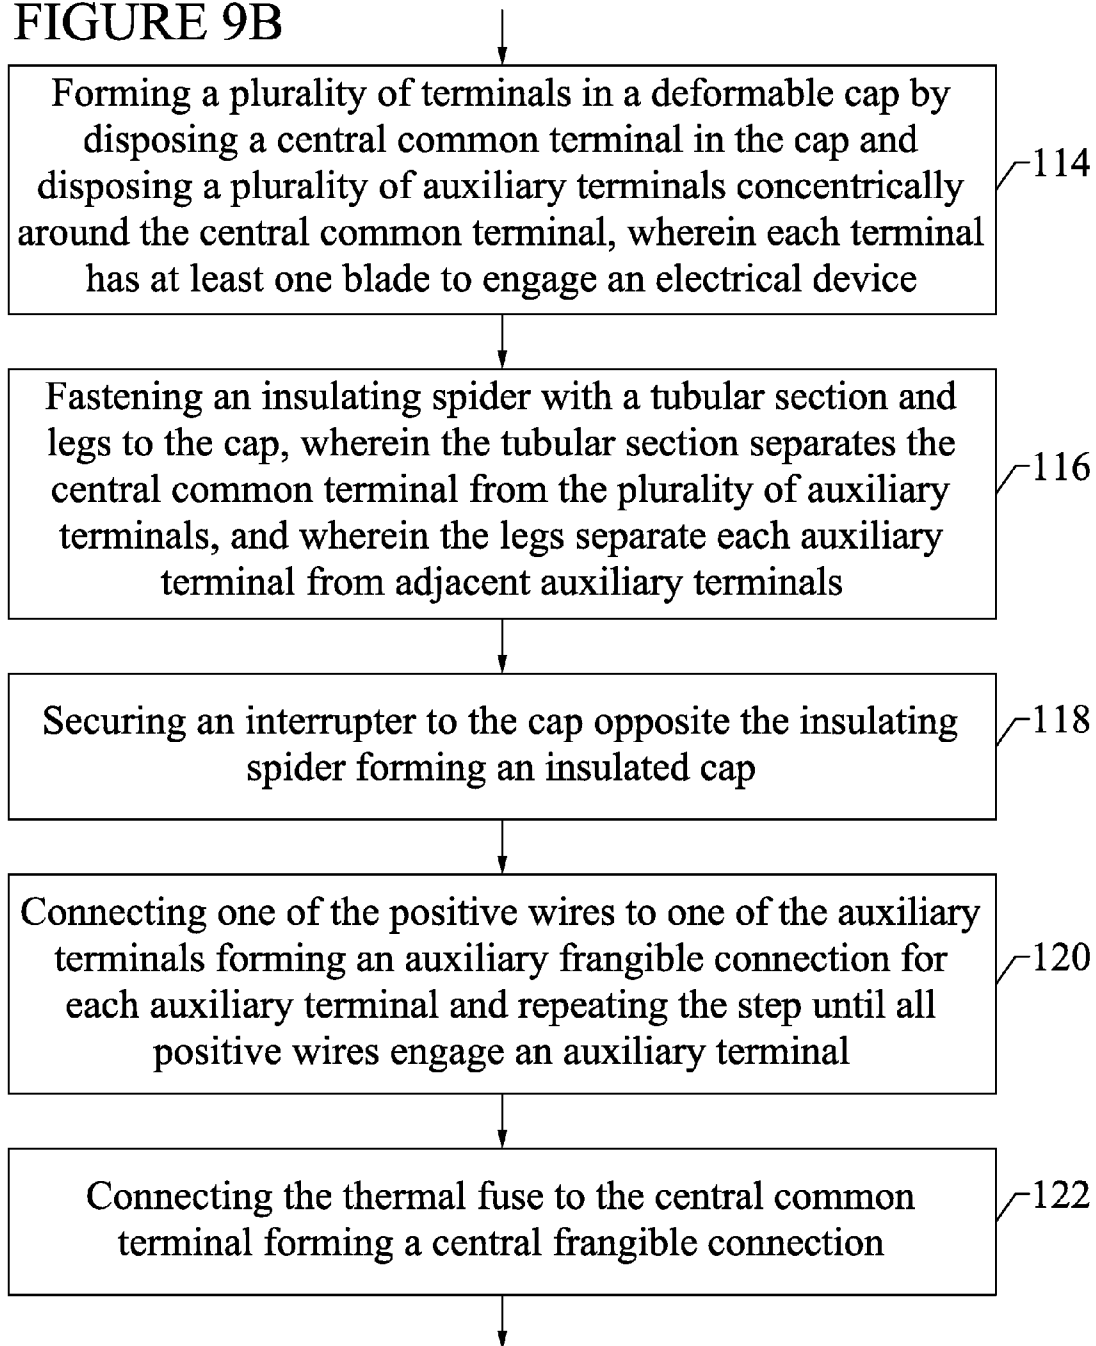 FIGURE 9B
Forming a plurality of terminals in a deformable cap by
disposing a central common terminal in the cap and
disposing a plurality of auxiliary terminals concentrically
around the central common terminal, wherein each terminal
has at least one blade to engage an electrical device
114
Fastening an insulating spider with a tubular section and
legs to the cap, wherein the tubular section separates the
central common terminal from the plurality of auxiliary
terminals, and wherein the legs separate each auxiliary
terminal from adjacent auxiliary terminals
116
Securing an interrupter to the cap opposite the insulating
spider forming an insulated cap
118
Connecting one of the positive wires to one of the auxiliary
terminals forming an auxiliary frangible connection for
each auxiliary terminal and repeating the step until all
positive wires engage an auxiliary terminal
120
Connecting the thermal fuse to the central common
terminal forming a central frangible connection
122